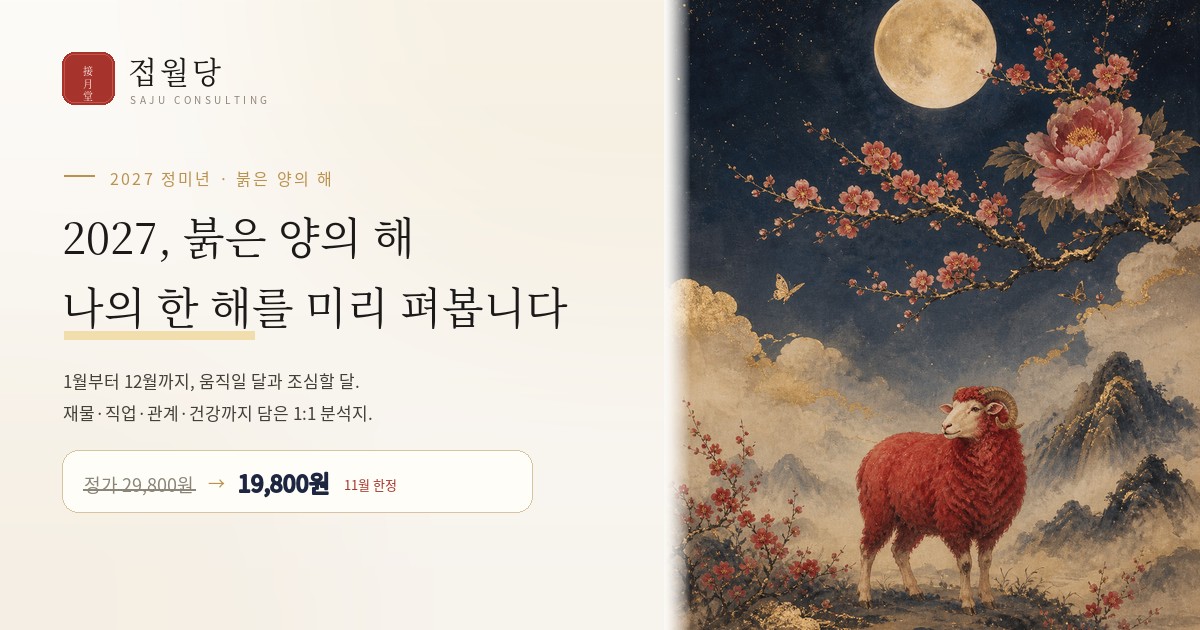 接月堂
접월당
SAJU CONSULTING
2027 정미년 · 붉은 양의 해
2027, 붉은 양의 해
나의 한 해를 미리 펴봅니다
1월부터 12월까지, 움직일 달과 조심할 달.
재물·직업·관계·건강까지 담은 1:1 분석지.
정가 29,800원 → 19,800원 11월 한정